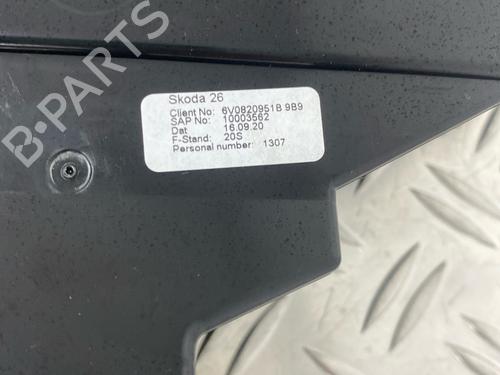 Skoda 26
Client No: 6V0820951B 9B9
SAP No: 10003562
Dat 16.09.20
F-Stand: 20S
Personal number: 1307
B-PARTS